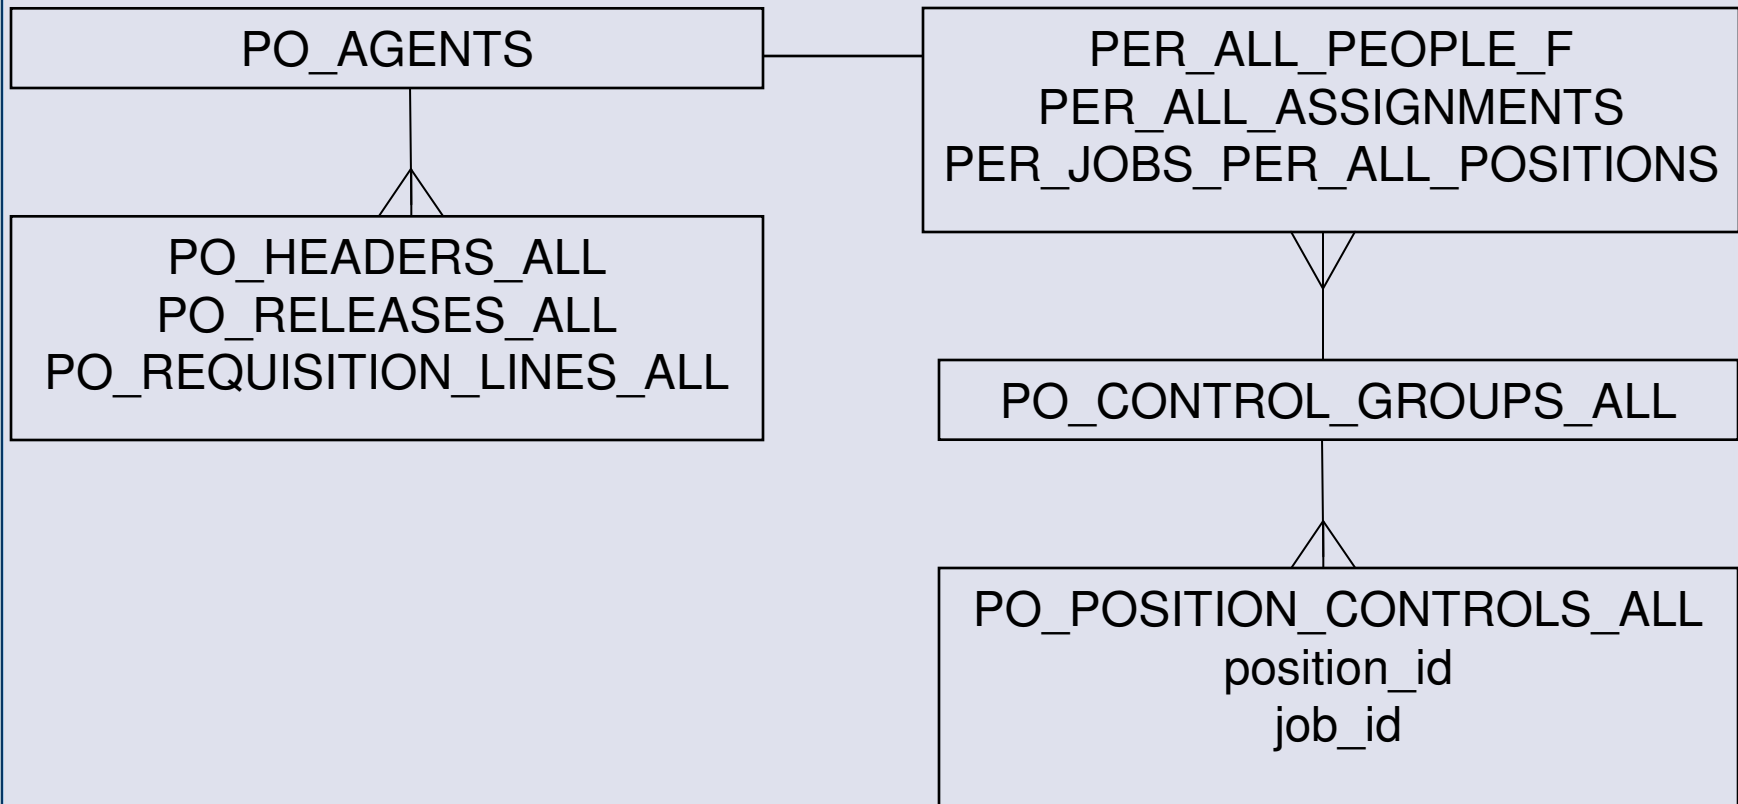 PO_AGENTS
PO_HEADERS_ALL
PO_RELEASES_ALL
PO_REQUISITION_LINES_ALL
PER_ALL_PEOPLE_F
PER_ALL_ASSIGNMENTS
PER_JOBS_PER_ALL_POSITIONS
PO_CONTROL_GROUPS_ALL
PO_POSITION_CONTROLS_ALL
position_id
job_id